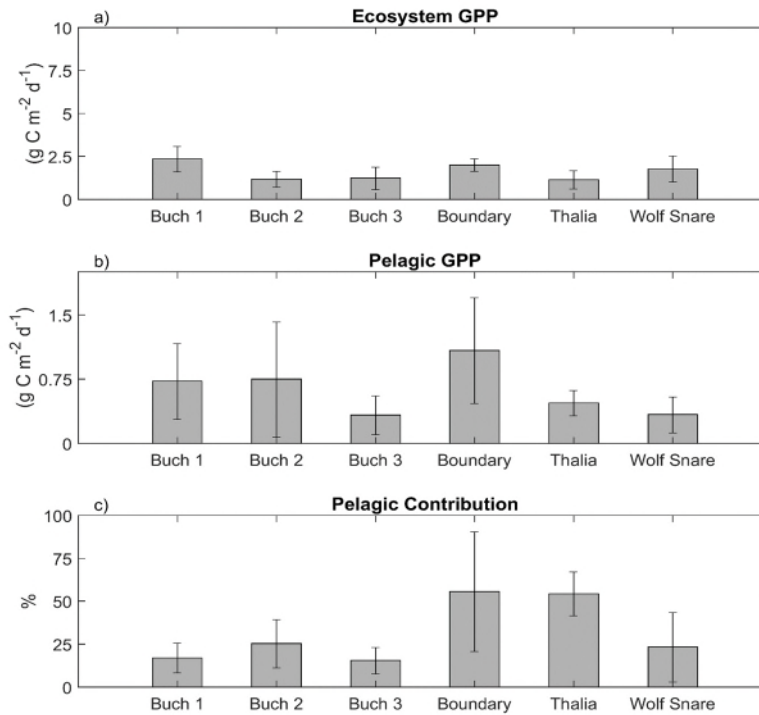 a) Ecosystem GPP
10
7.5
5
2.5
0
(g C m⁻² d⁻¹)
Buch 1 Buch 2 Buch 3 Boundary Thalia Wolf Snare
b) Pelagic GPP
1.5
0.75
0
(g C m⁻² d⁻¹)
Buch 1 Buch 2 Buch 3 Boundary Thalia Wolf Snare
c) Pelagic Contribution
100
75
50
25
0
%
Buch 1 Buch 2 Buch 3 Boundary Thalia Wolf Snare